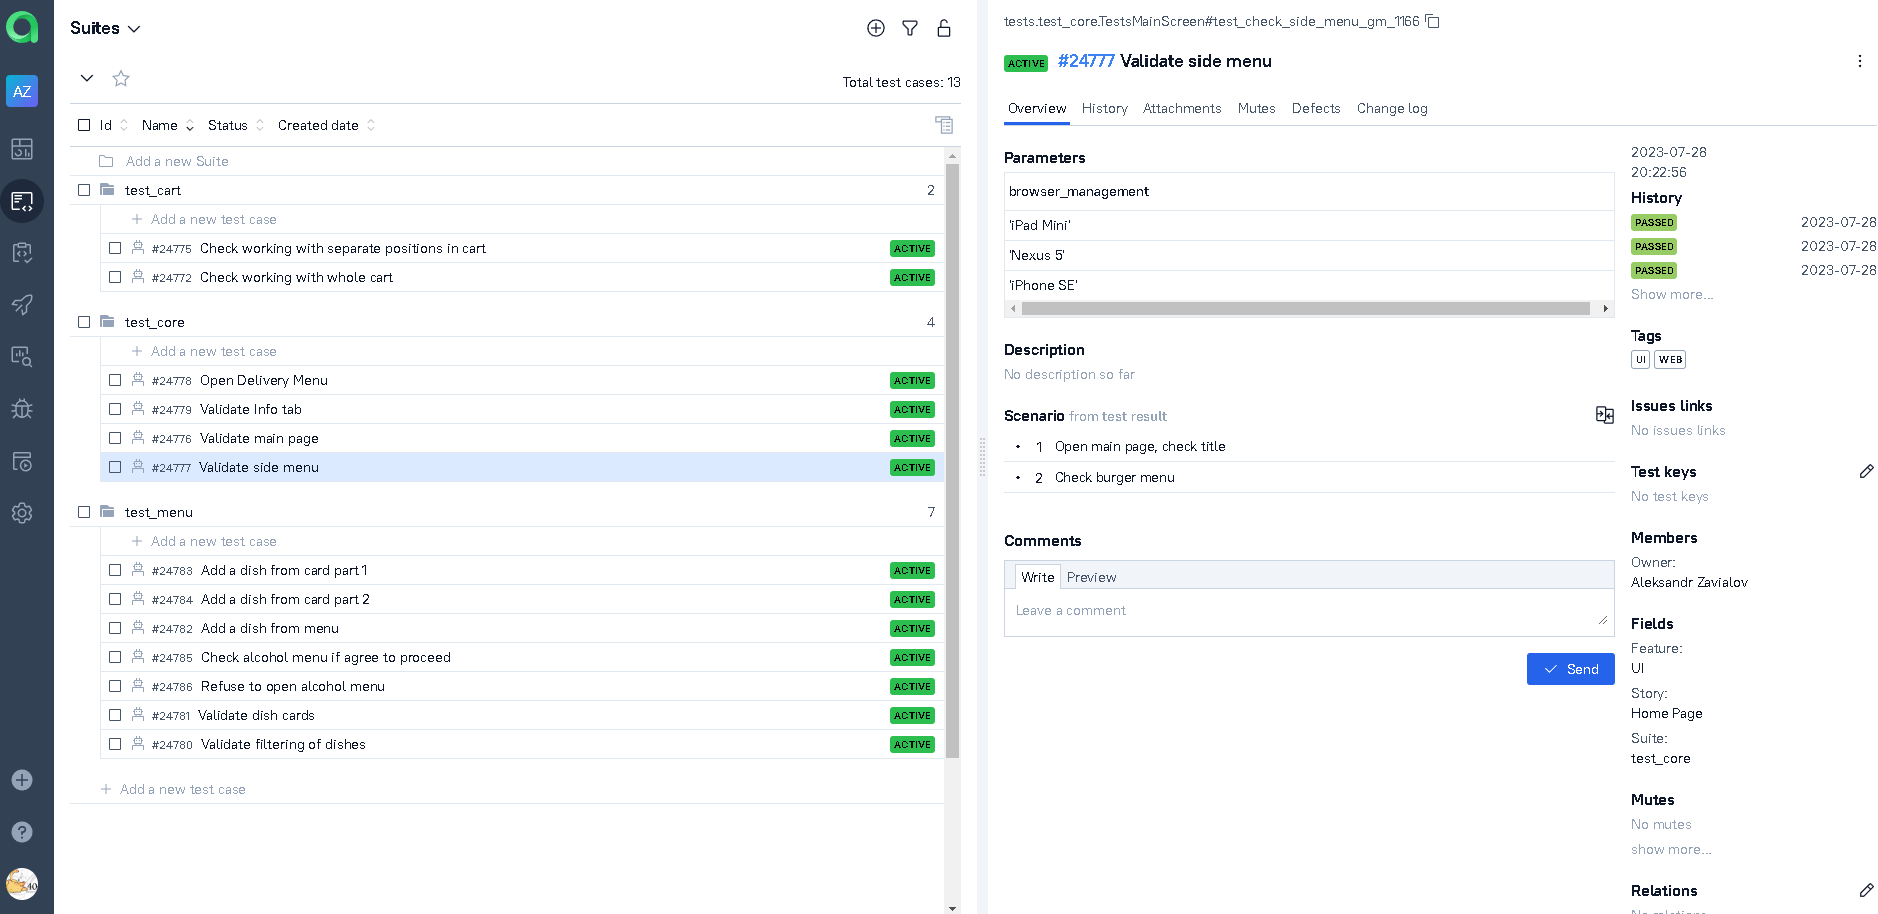 AZ
Suites
Total test cases: 13
Id Name Status Created date
Add a new Suite
test_cart 2
Add a new test case
#24775 Check working with separate positions in cart ACTIVE
#24772 Check working with whole cart ACTIVE
test_core 4
Add a new test case
#24778 Open Delivery Menu ACTIVE
#24779 Validate Info tab ACTIVE
#24776 Validate main page ACTIVE
#24777 Validate side menu ACTIVE
test_menu 7
Add a new test case
#24783 Add a dish from card part 1 ACTIVE
#24784 Add a dish from card part 2 ACTIVE
#24782 Add a dish from menu ACTIVE
#24785 Check alcohol menu if agree to proceed ACTIVE
#24786 Refuse to open alcohol menu ACTIVE
#24781 Validate dish cards ACTIVE
#24780 Validate filtering of dishes ACTIVE
Add a new test case
tests.test_core.TestsMainScreen#test_check_side_menu_gm_1166
ACTIVE #24777 Validate side menu
Overview History Attachments Mutes Defects Change log
Parameters
browser_management
'iPad Mini'
'Nexus 5'
'iPhone SE'
Description
No description so far
Scenario from test result
• 1 Open main page, check title
• 2 Check burger menu
Comments
Write Preview
Leave a comment
Send
2023-07-28
20:22:56
History
PASSED 2023-07-28
PASSED 2023-07-28
PASSED 2023-07-28
Show more...
Tags
UI WEB
Issues links
No issues links
Test keys
No test keys
Members
Owner:
Aleksandr Zavialov
Fields
Feature:
UI
Story:
Home Page
Suite:
test_core
Mutes
No mutes
show more...
Relations